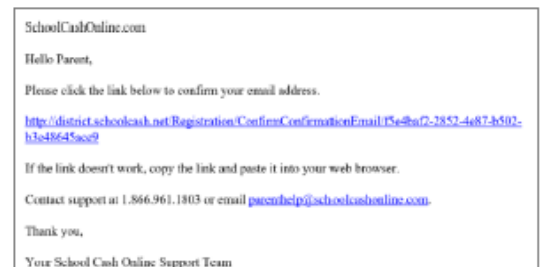 SchoolCashOnline.com
Hello Parent,
Please click the link below to confirm your email address.
http://district.schoolcash.net/Registration/ConfirmConfirmationEmail/f5e4baf2-2852-4e87-b502-
b3e48645ace9
If the link doesn't work, copy the link and paste it into your web browser.
Contact support at 1.866.961.1803 or email parenthelp@schoolcashonline.com.
Thank you,
Your School Cash Online Support Team